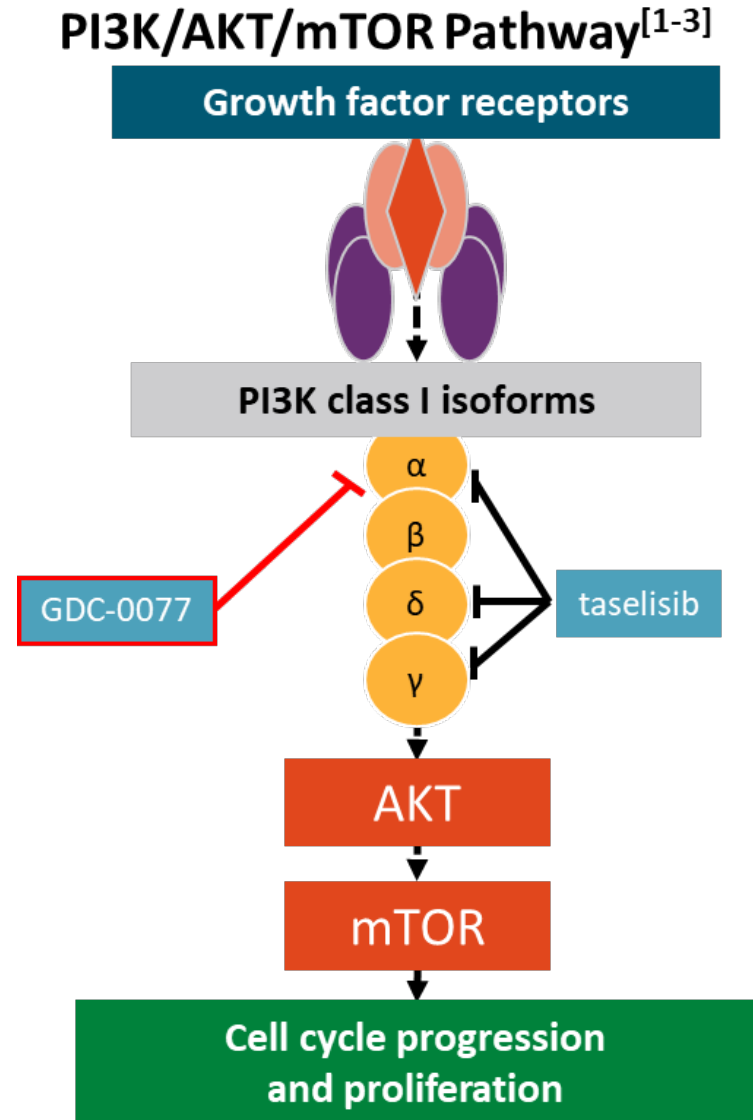 PI3K/AKT/mTOR Pathway[1-3]
Growth factor receptors
PI3K class I isoforms
α
β
GDC-0077
δ
taselisib
γ
AKT
mTOR
Cell cycle progression
and proliferation